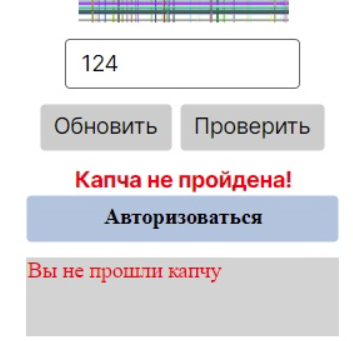 124
Обновить Проверить
Капча не пройдена!
Авторизоваться
Вы не прошли капчу